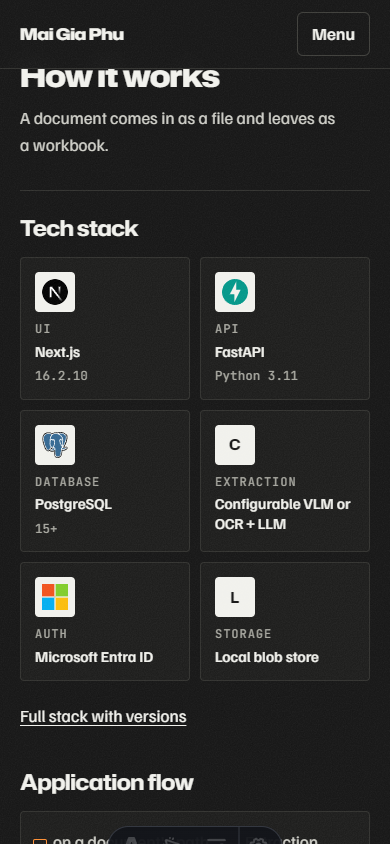 Mai Gia Phu
Menu
How it works
A document comes in as a file and leaves as
a workbook.
Tech stack
UI
Next.js
16.2.10
API
FastAPI
Python 3.11
DATABASE
PostgreSQL
15+
C
EXTRACTION
Configurable VLM or
OCR + LLM
AUTH
Microsoft Entra ID
L
STORAGE
Local blob store
Full stack with versions
Application flow
on a